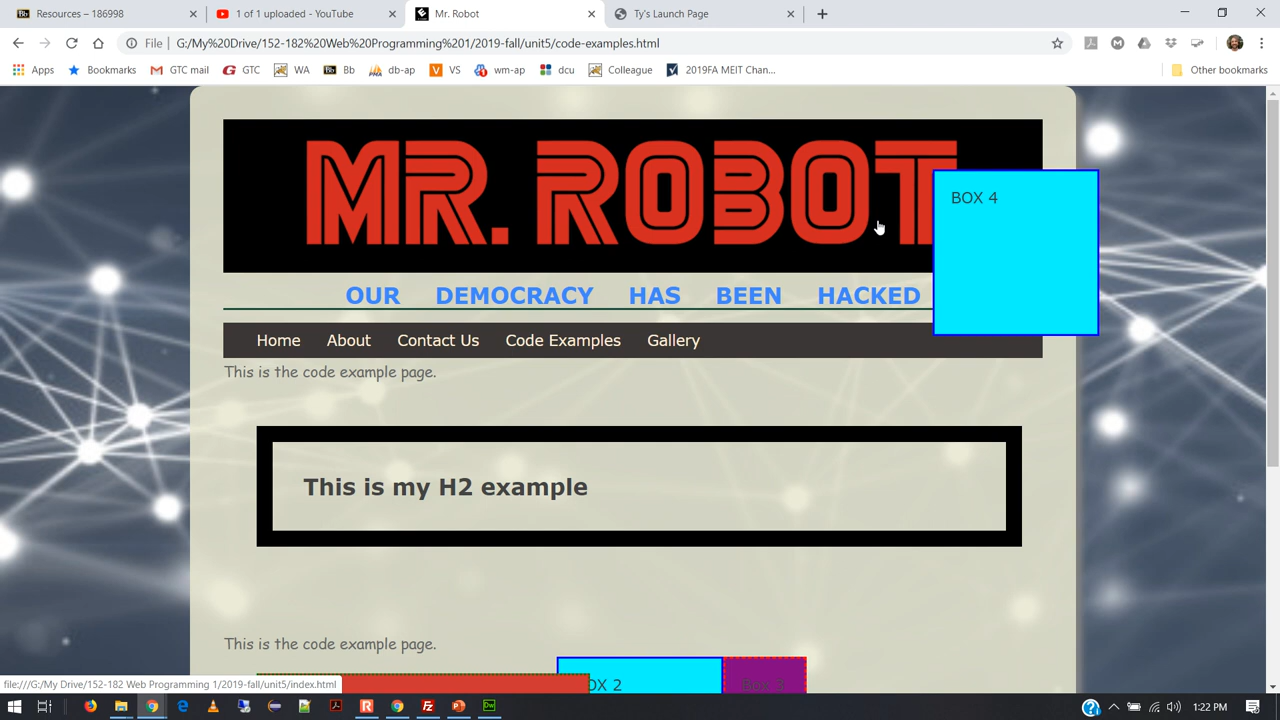 Resources – 186998
1 of 1 uploaded - YouTube
Mr. Robot
Ty's Launch Page
File
G:/My%20Drive/152-182%20Web%20Programming%201/2019-fall/unit5/code-examples.html
Apps
Bookmarks
GTC mail
GTC
WA
Bb
db-ap
VS
wm-ap
dcu
Colleague
2019FA MEIT Chan...
Other bookmarks
MR. ROBOT
BOX 4
OUR DEMOCRACY HAS BEEN HACKED
Home About Contact Us Code Examples Gallery
This is the code example page.
This is my H2 example
This is the code example page.
OX 2
Box 3
file:///G:/My Drive/152-182 Web Programming 1/2019-fall/unit5/index.html
1:22 PM